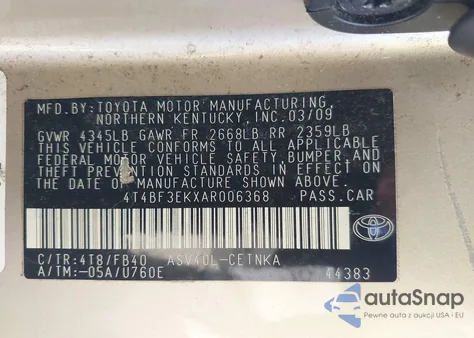 MFD.BY:TOYOTA MOTOR MANUFACTURING,
NORTHERN KENTUCKY,INC.03/09
GVWR 4345LB GAWR FR 2668LB RR 2359LB
THIS VEHICLE CONFORMS TO ALL APPLICABLE
FEDERAL MOTOR VEHICLE SAFETY, BUMPER, AND
THEFT PREVENTION STANDARDS IN EFFECT ON
THE DATE OF MANUFACTURE SHOWN ABOVE.
4T4BF3EKXAR006368 PASS.CAR
C/TR:4T8/FB40 ASV40L-CETNKA
A/TM:-05A/U760E 44383
autaSnap
Pewne auta z aukcji USA i EU